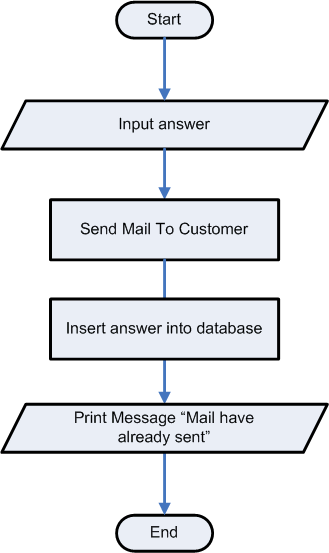 Start
Input answer
Send Mail To Customer
Insert answer into database
Print Message “Mail have
already sent”
End